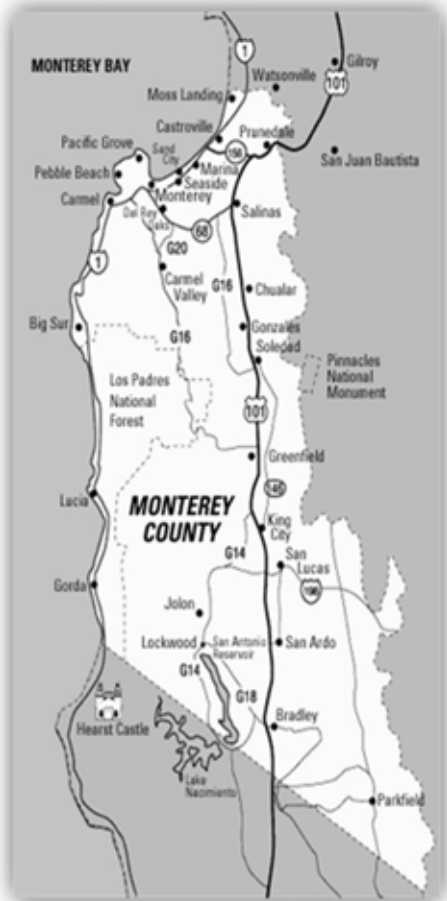 MONTEREY BAY
1
101
Gilroy
Watsonville
Moss Landing
Castroville
Prunedale
156
Pacific Grove
Sand
City
Marina
San Juan Bautista
Pebble Beach
Seaside
Monterey
Carmel
Del Rey
Oaks
68
Salinas
G20
1
Carmel
Valley
G16
Chualar
Big Sur
G16
Gonzales
Soledad
Los Padres
National
Forest
Pinnacles
National
Monument
101
Greenfield
Lucia
MONTEREY
COUNTY
146
King
City
G14
San
Lucas
Gorda
198
Jolon
Lockwood
San Antonio
Reservoir
San Ardo
G14
G18
Hearst Castle
Bradley
Lake
Nacimiento
Parkfield